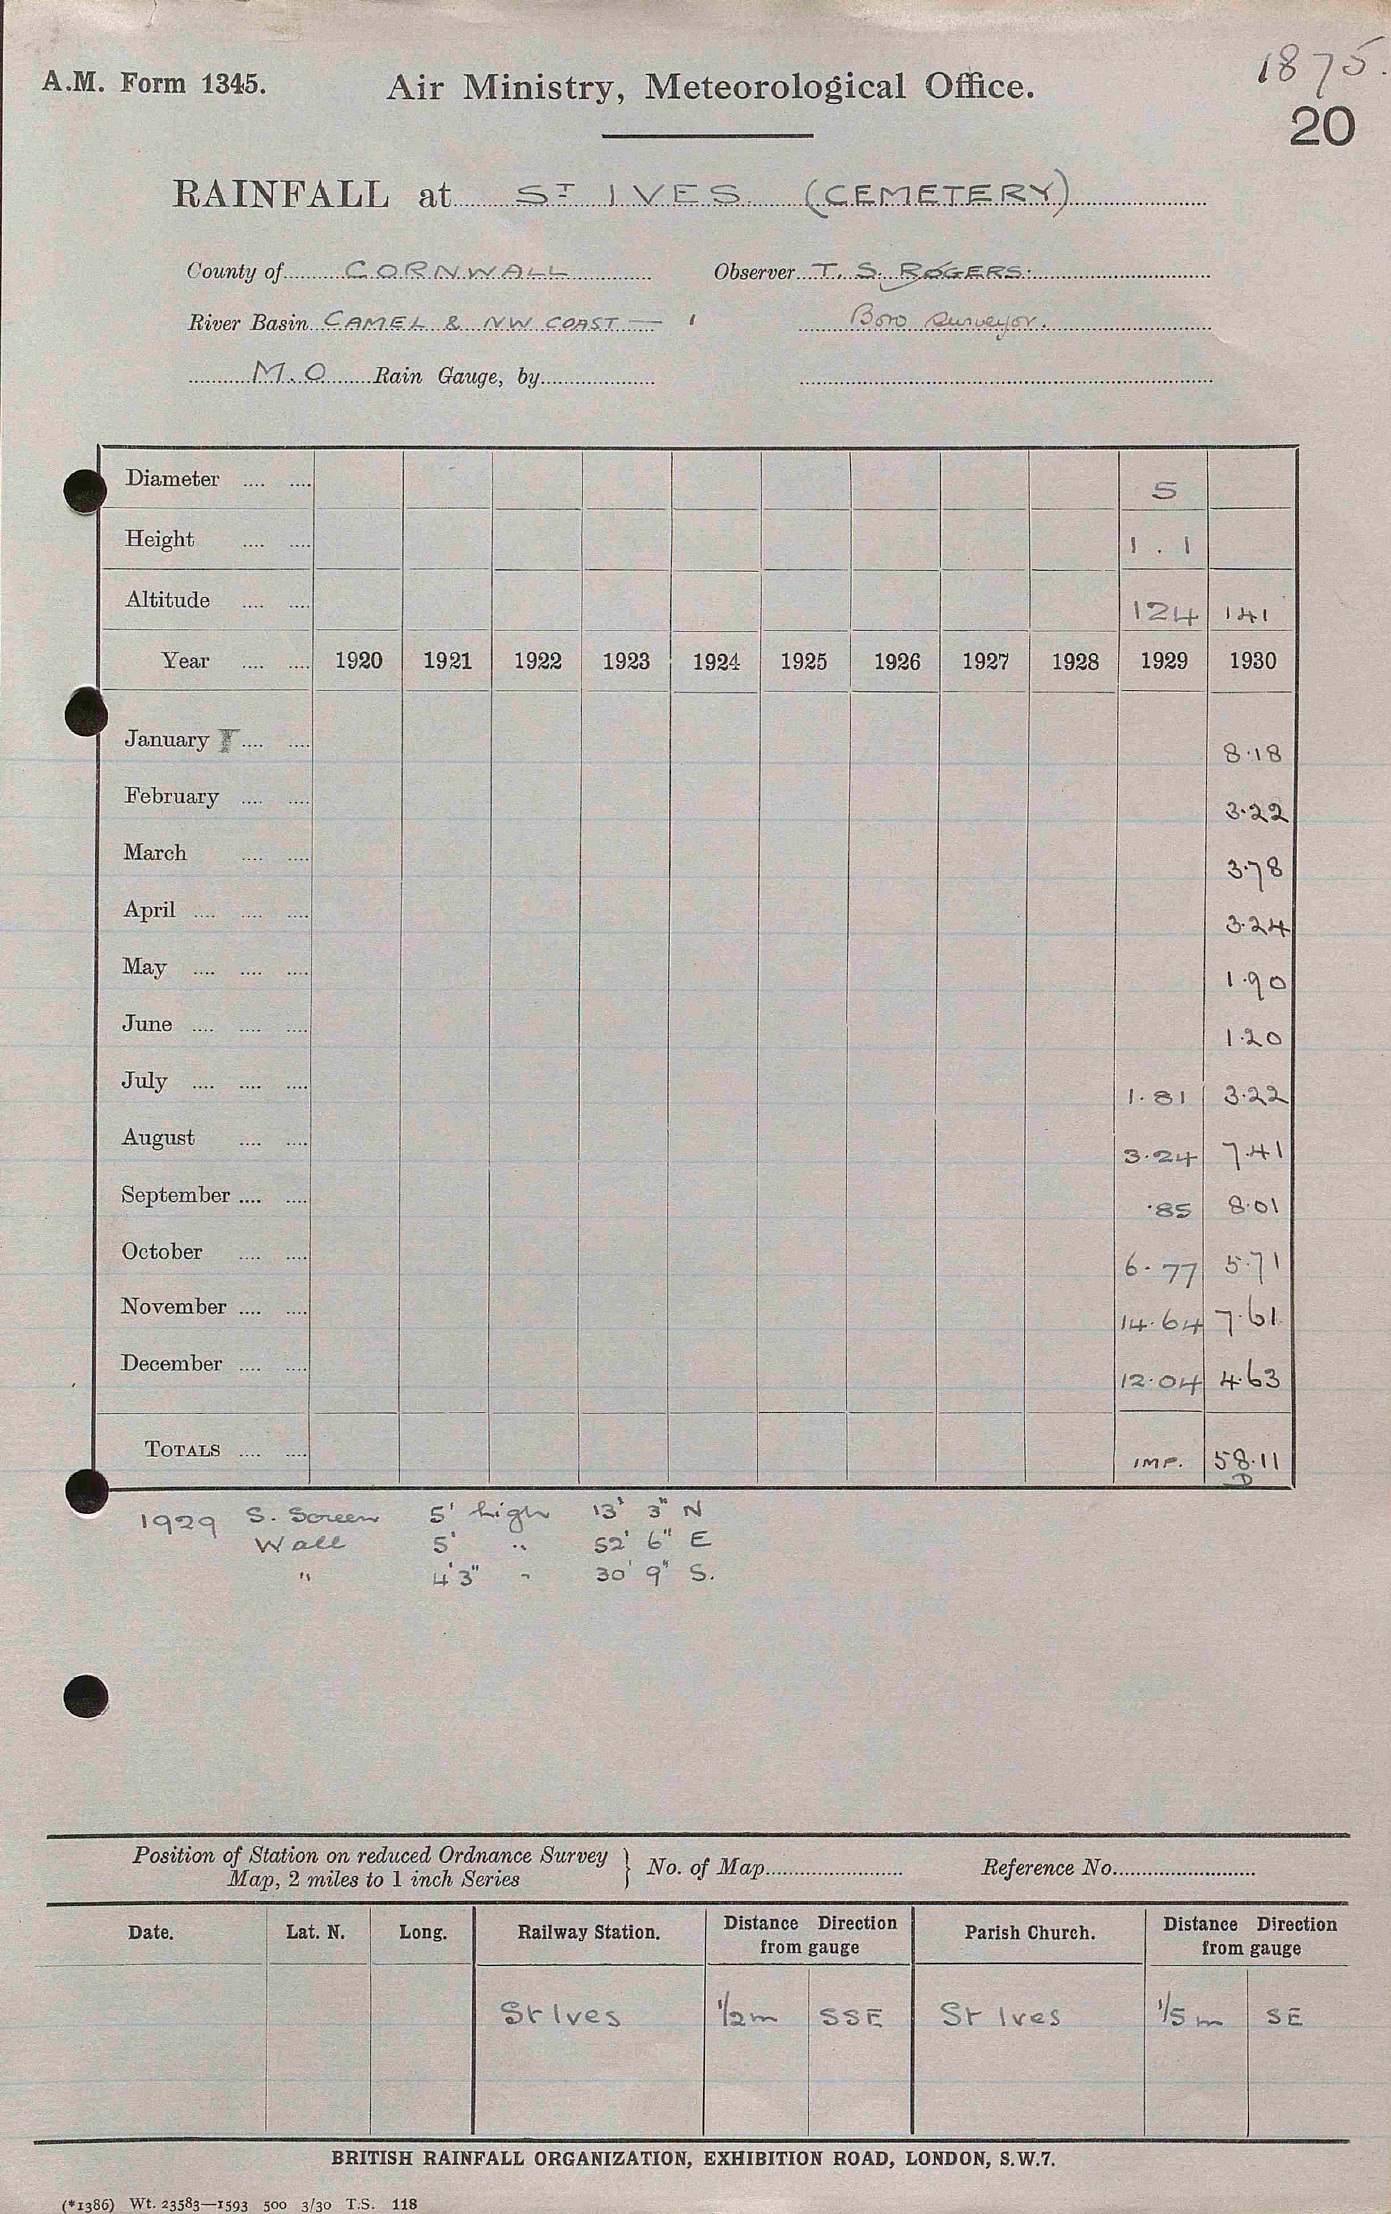 A.M. Form 1345.
Air Ministry, Meteorological Office.
1875.
20
RAINFALL at ST IVES (CEMETERY)
County of CORNWALL Observer T. S. ROGERS.
River Basin CAMEL & NW COAST — Boro Surveyor.
M.O Rain Gauge, by
Diameter 5
Height 1.1
Altitude 124 141
Year 1920 1921 1922 1923 1924 1925 1926 1927 1928 1929 1930
January T 8.18
February 3.22
March 3.78
April 3.24
May 1.90
June 1.20
July 1.81 3.22
August 3.24 7.41
September .85 8.01
October 6.77 5.71
November 14.64 7.61
December 12.04 4.63
TOTALS IMP. 58.11
D
1929 S. Screen 5' high 13' 3" N
Wall 5' " 52' 6" E
" 4'3" " 30' 9" S.
Position of Station on reduced Ordnance Survey
Map, 2 miles to 1 inch Series } No. of Map Reference No.
Date. Lat. N. Long. Railway Station. Distance Direction from gauge Parish Church. Distance Direction from gauge
St Ives 1/2 m SSE St Ives 1/5 m SE
BRITISH RAINFALL ORGANIZATION, EXHIBITION ROAD, LONDON, S.W.7.
(*1386) Wt. 23583—1593 500 3/30 T.S. 118